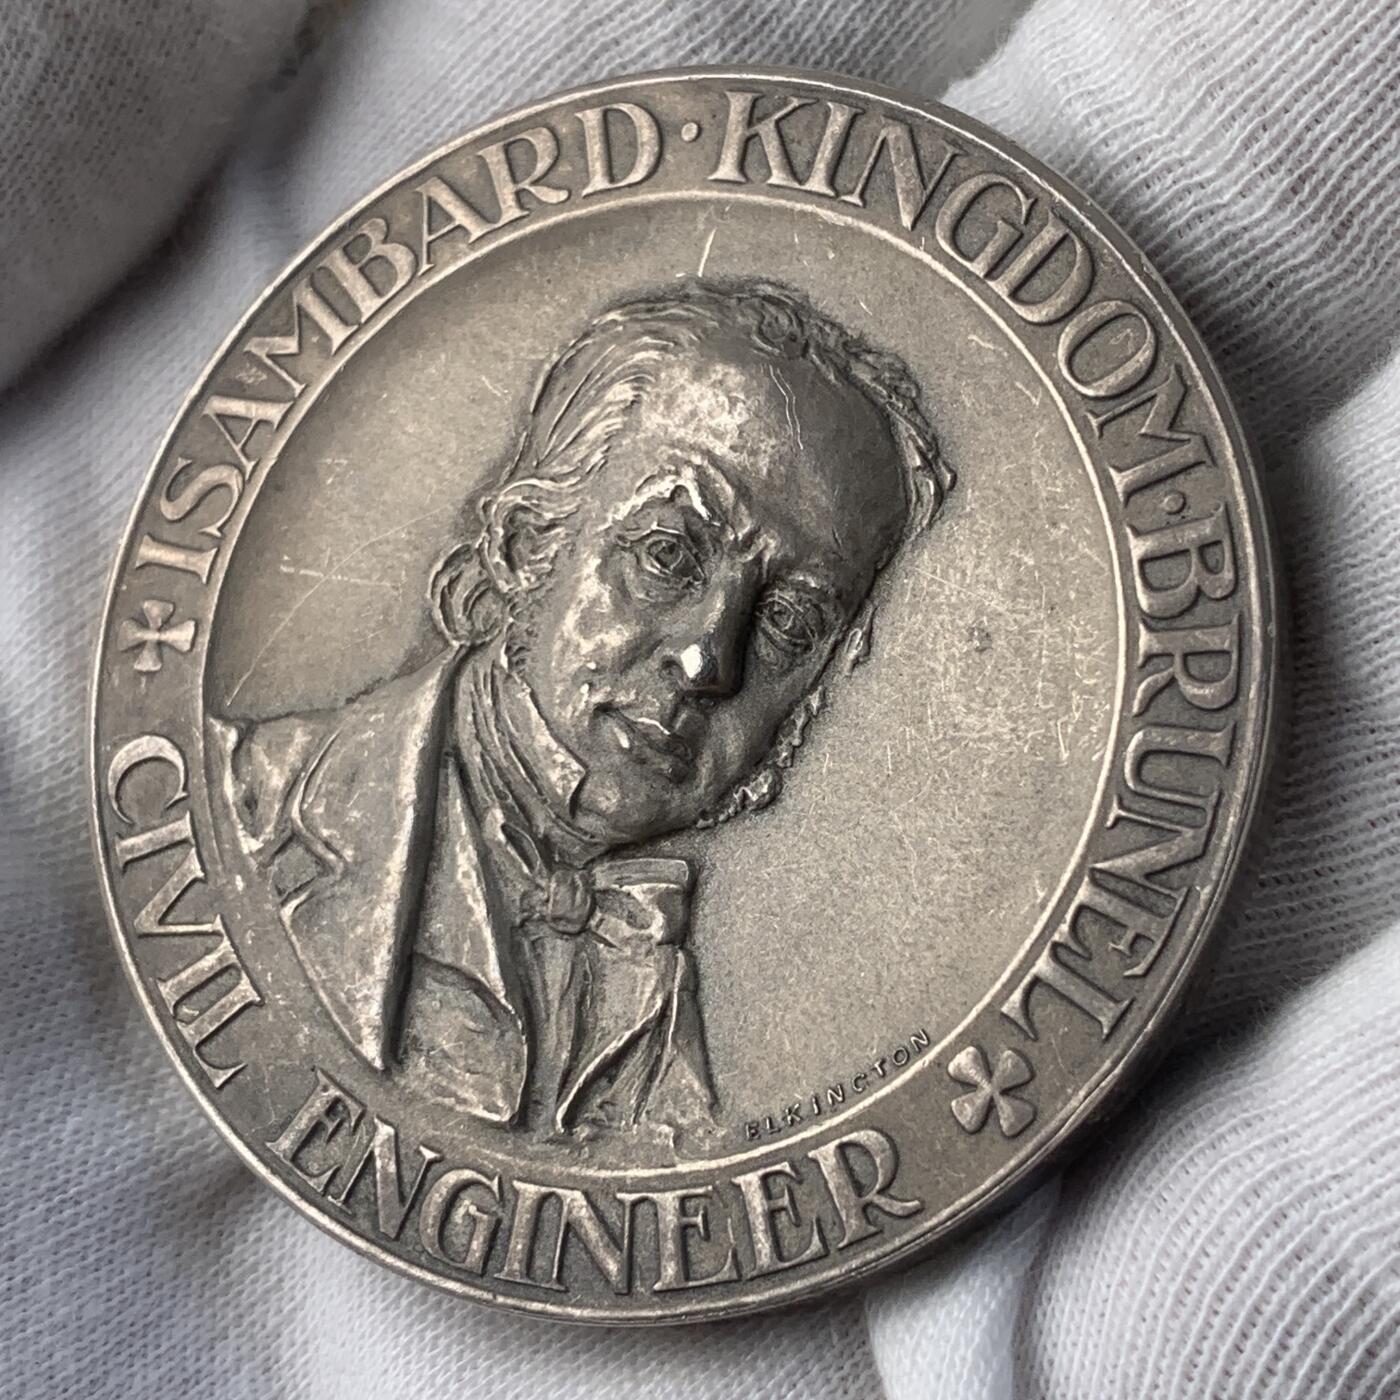 ISAMBARD · KINGDOM · BRUNEL
CIVIL ENGINEER
ELKINGTON